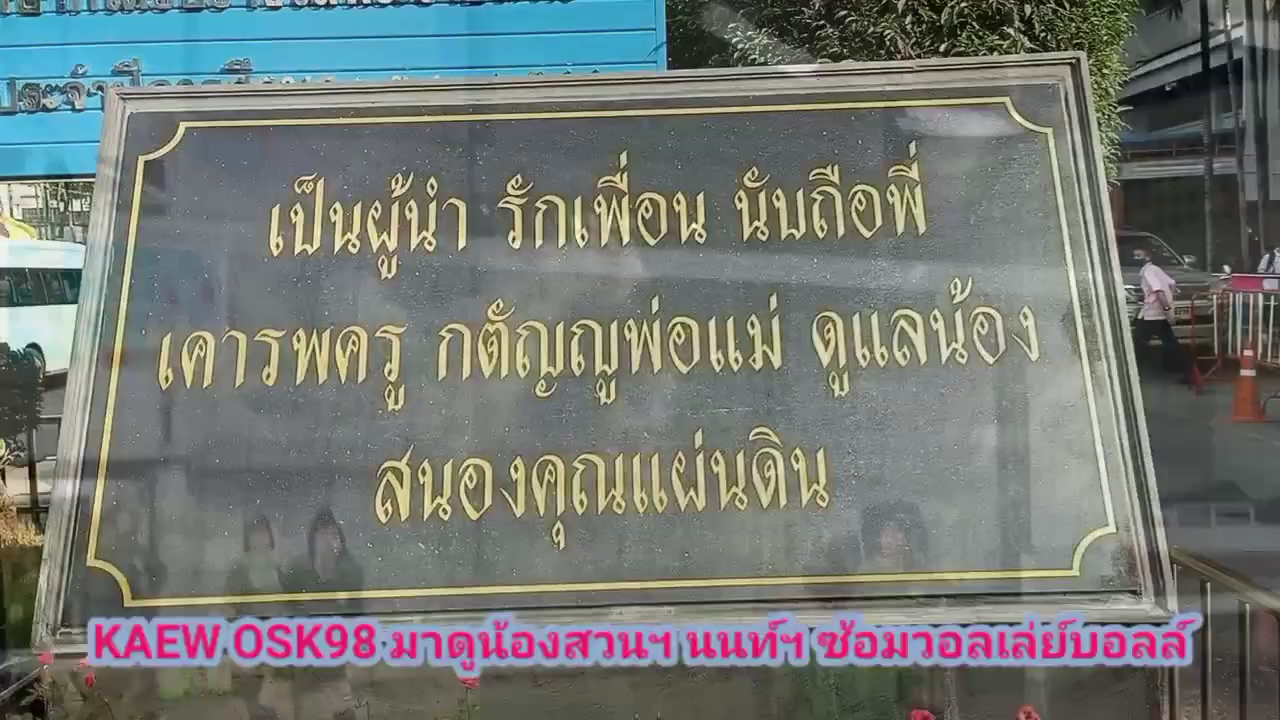 เป็นผู้นำ รักเพื่อน นับถือพี่
เคารพครู กตัญญูพ่อแม่ ดูแลน้อง
สนองคุณแผ่นดิน
KAEW OSK98 มาดูน้องสวนฯ นนท์ฯ ซ้อมวอลเล่ย์บอลล์